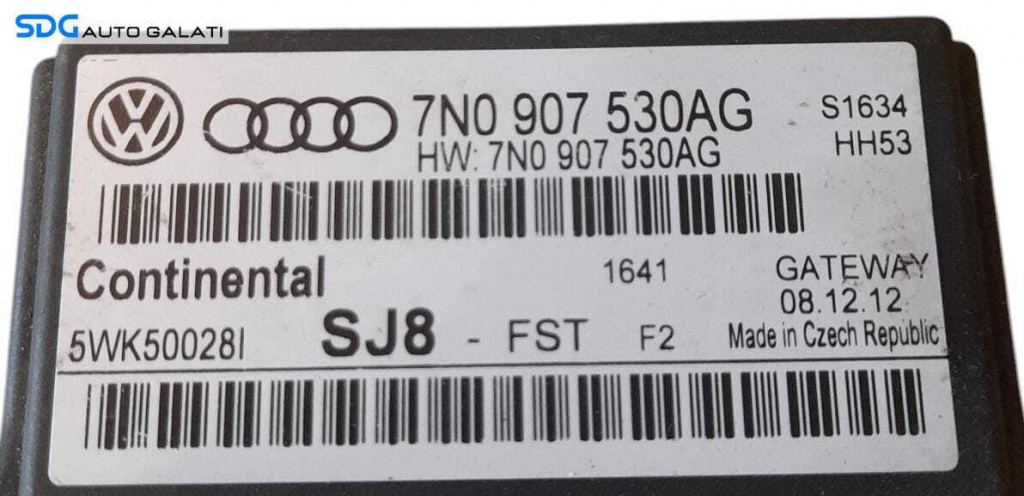 SDG AUTO GALATI
7N0 907 530AG
S1634
HW: 7N0 907 530AG
HH53
Continental
1641
GATEWAY
08.12.12
5WK50028I
SJ8 - FST F2
Made in Czech Republic